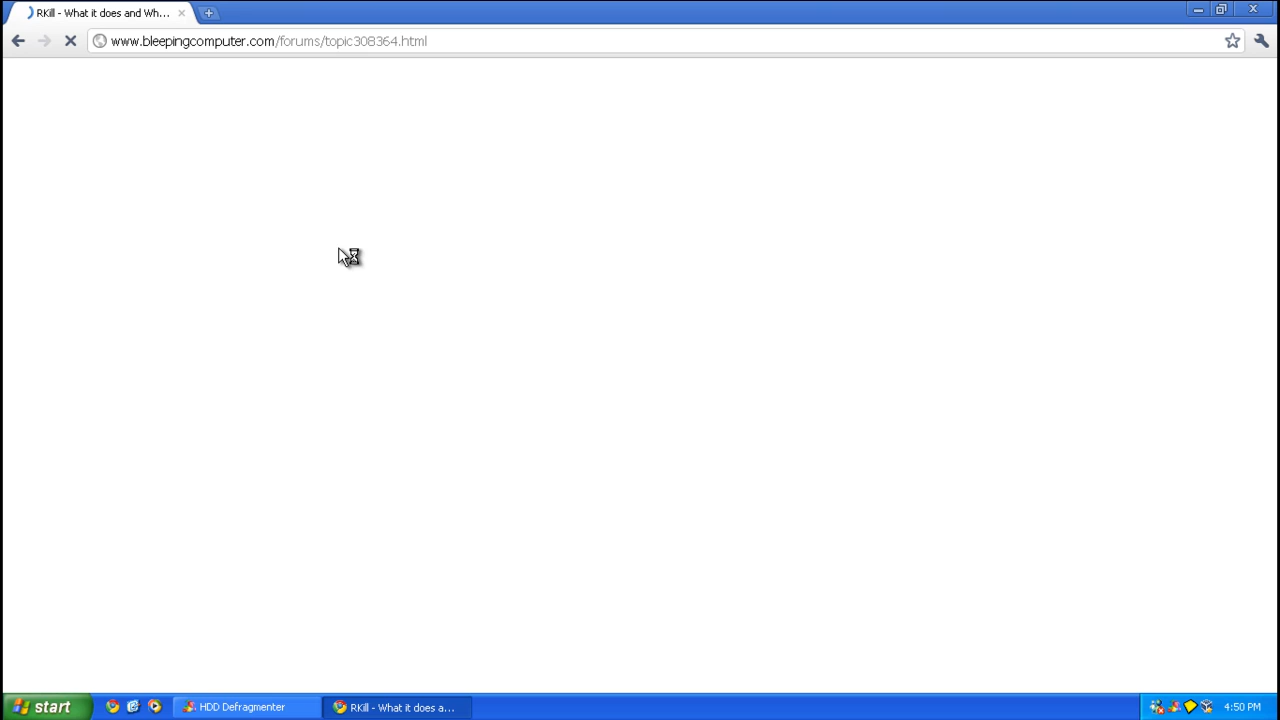 RKill - What it does and Wh...
www.bleepingcomputer.com/forums/topic308364.html
start
HDD Defragmenter
RKill - What it does a...
4:50 PM